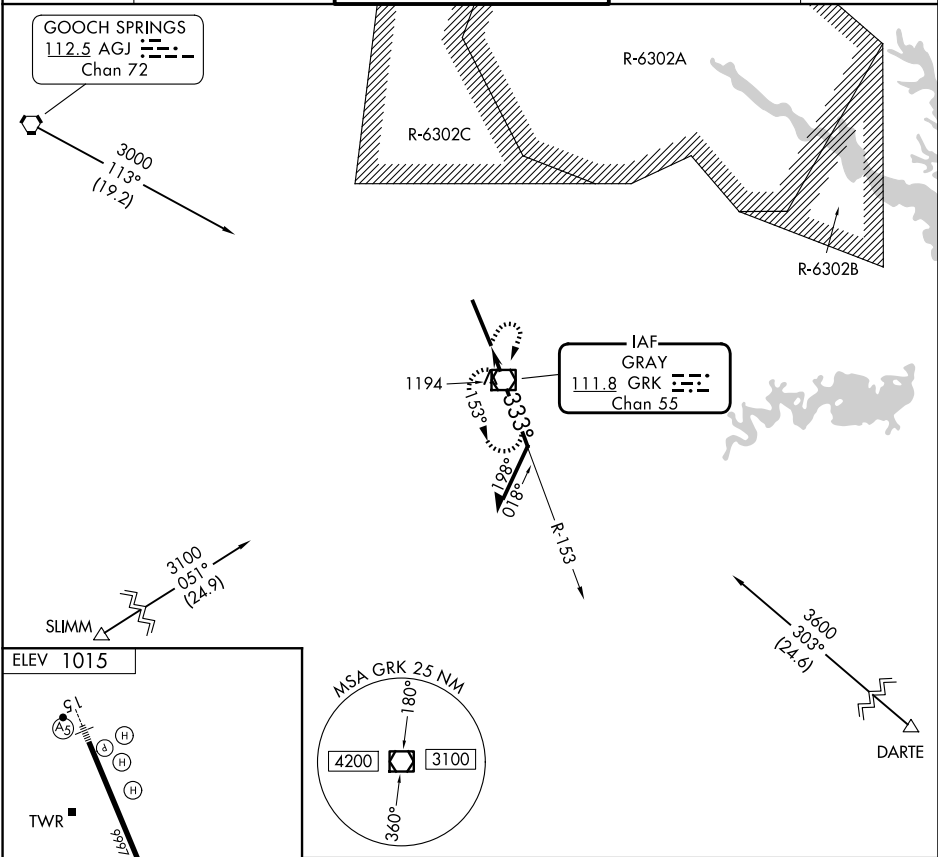 GOOCH SPRINGS
112.5 AGJ
Chan 72
3000
113°
(19.2)
R-6302A
R-6302C
R-6302B
IAF
GRAY
111.8 GRK
Chan 55
1194
153°
333°
198°
018°
R-153
3100
051°
(24.9)
SLIMM
3600
303°
(24.6)
DARTE
ELEV 1015
15
A5
P
H
H
H
TWR
9997
MSA GRK 25 NM
180°
4200
3100
360°